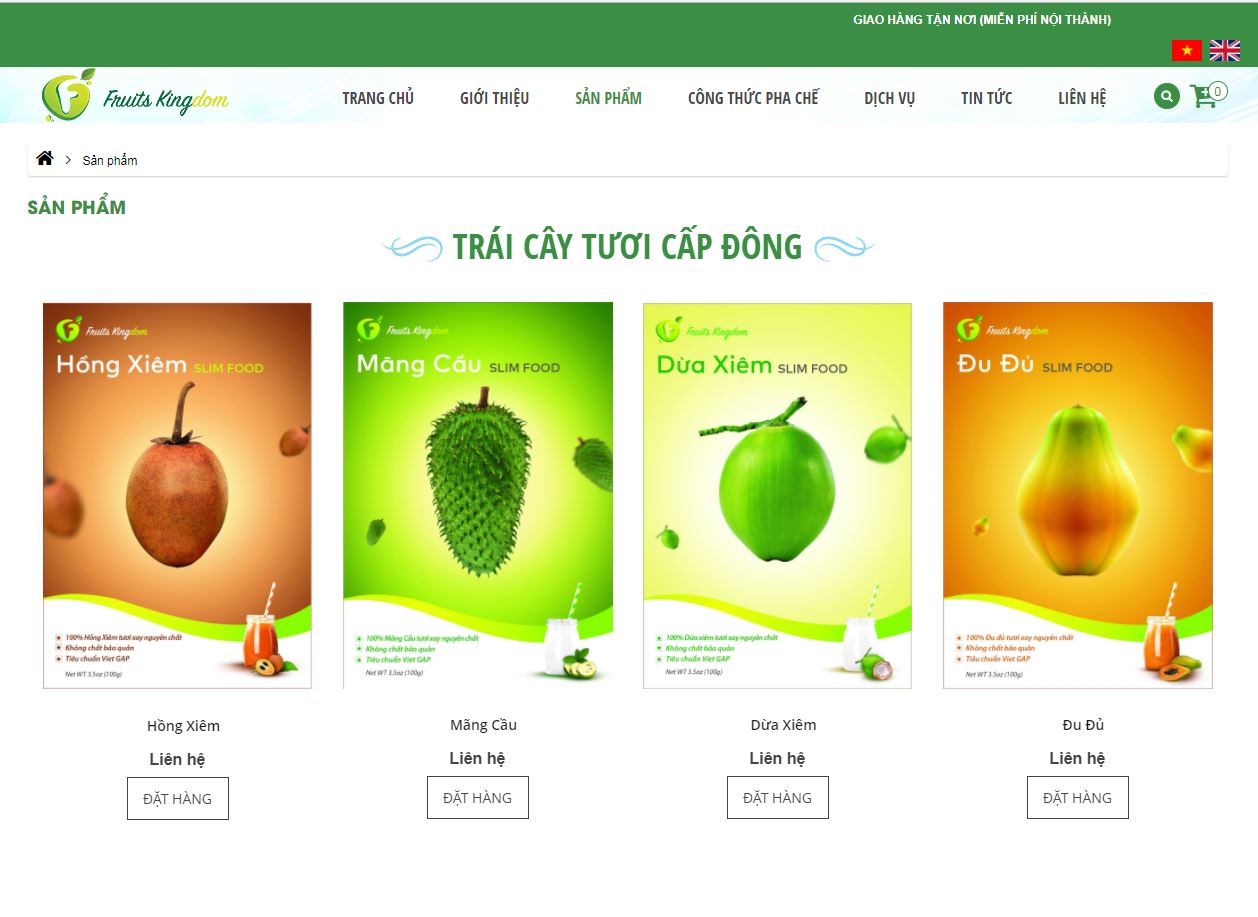 GIAO HÀNG TẬN NƠI (MIỄN PHÍ NỘI THÀNH)
Fruits Kingdom
TRANG CHỦ
GIỚI THIỆU
SẢN PHẨM
CÔNG THỨC PHA CHẾ
DỊCH VỤ
TIN TỨC
LIÊN HỆ
0
Sản phẩm
SẢN PHẨM
TRÁI CÂY TƯƠI CẤP ĐÔNG
Fruits Kingdom
Hồng Xiêm SLIM FOOD
100% Hồng Xiêm tươi xay nguyên chất
Không chất bảo quản
Tiêu chuẩn Viet GAP
Net WT 3.5oz (100g)
Fruits Kingdom
Mãng Cầu SLIM FOOD
100% Mãng Cầu tươi xay nguyên chất
Không chất bảo quản
Tiêu chuẩn Viet GAP
Net WT 3.5oz (100g)
Fruits Kingdom
Dừa Xiêm SLIM FOOD
100% Dừa xiêm tươi xay nguyên chất
Không chất bảo quản
Tiêu chuẩn Viet GAP
Net WT 3.5oz (100g)
Fruits Kingdom
Đu Đủ SLIM FOOD
100% Đu đủ tươi xay nguyên chất
Không chất bảo quản
Tiêu chuẩn Viet GAP
Net WT 3.5oz (100g)
Hồng Xiêm
Liên hệ
ĐẶT HÀNG
Mãng Cầu
Liên hệ
ĐẶT HÀNG
Dừa Xiêm
Liên hệ
ĐẶT HÀNG
Đu Đủ
Liên hệ
ĐẶT HÀNG